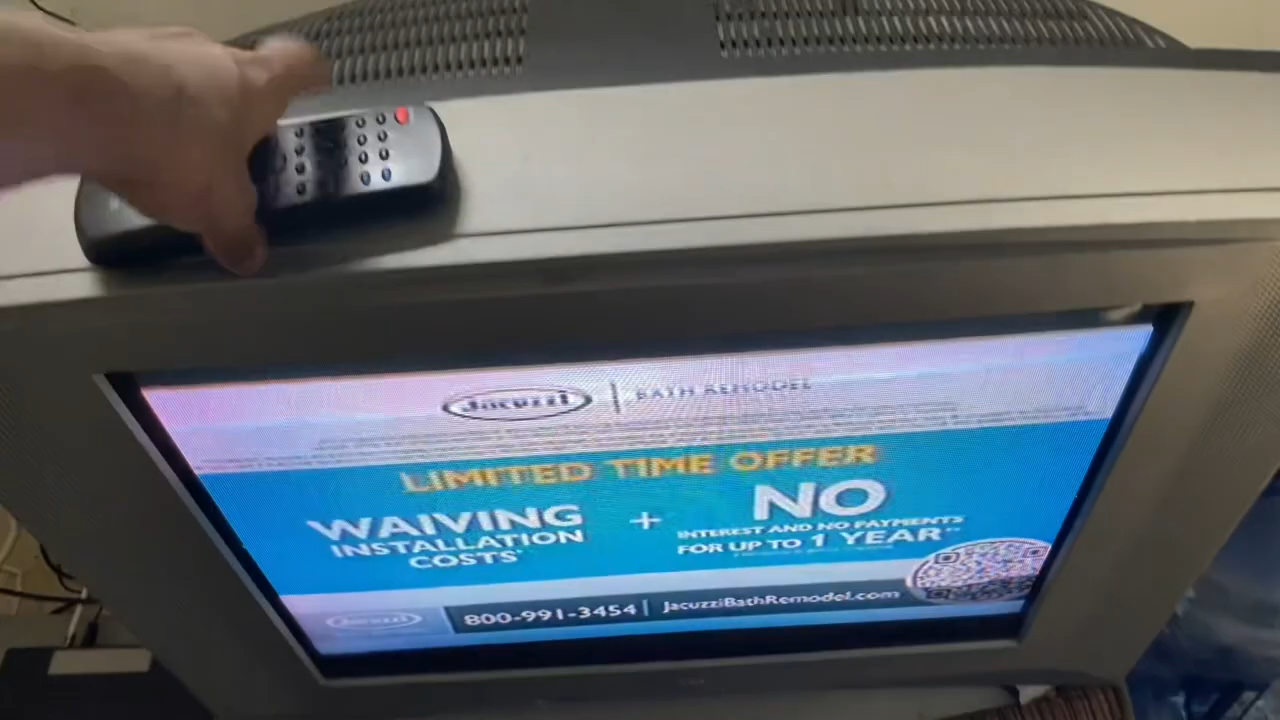 Jacuzzi | BATH REMODEL
LIMITED TIME OFFER
WAIVING
INSTALLATION
COSTS*
+
NO
INTEREST AND NO PAYMENTS
FOR UP TO 1 YEAR**
Jacuzzi
800-991-3454 | JacuzziBathRemodel.com